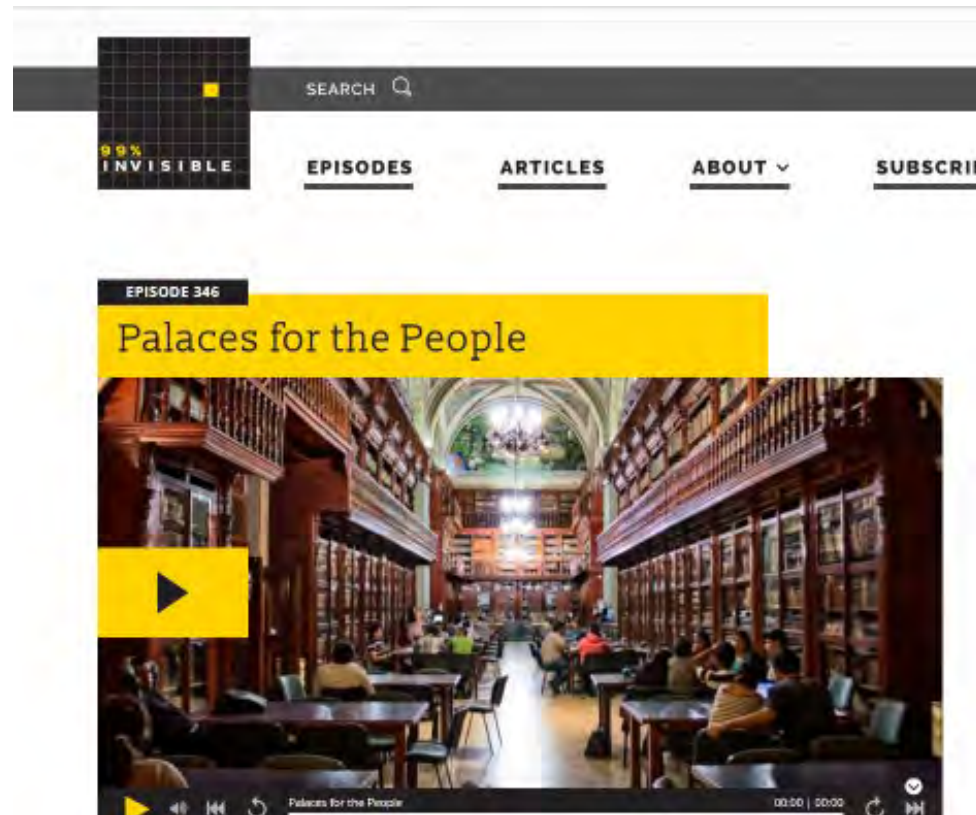 SEARCH
99%
INVISIBLE
EPISODES ARTICLES ABOUT SUBSCRI
EPISODE 346
Palaces for the People
Palaces for the People 00:00 | 00:00